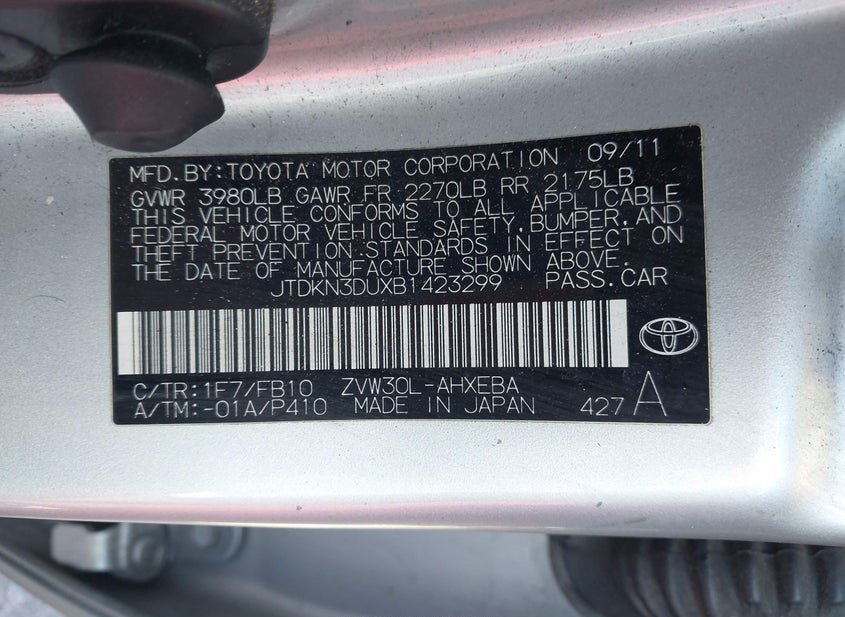 MFD. BY: TOYOTA MOTOR CORPORATION 09/11
GVWR 3980LB GAWR FR 2270LB RR 2175LB
THIS VEHICLE CONFORMS TO ALL APPLICABLE
FEDERAL MOTOR VEHICLE SAFETY, BUMPER, AND
THEFT PREVENTION STANDARDS IN EFFECT ON
THE DATE OF MANUFACTURE SHOWN ABOVE.
JTDKN3DUXB1423299 PASS. CAR
C/TR: 1F7/FB10 ZVW30L-AHXEBA
A/TM: -01A/P410 MADE IN JAPAN 427 A